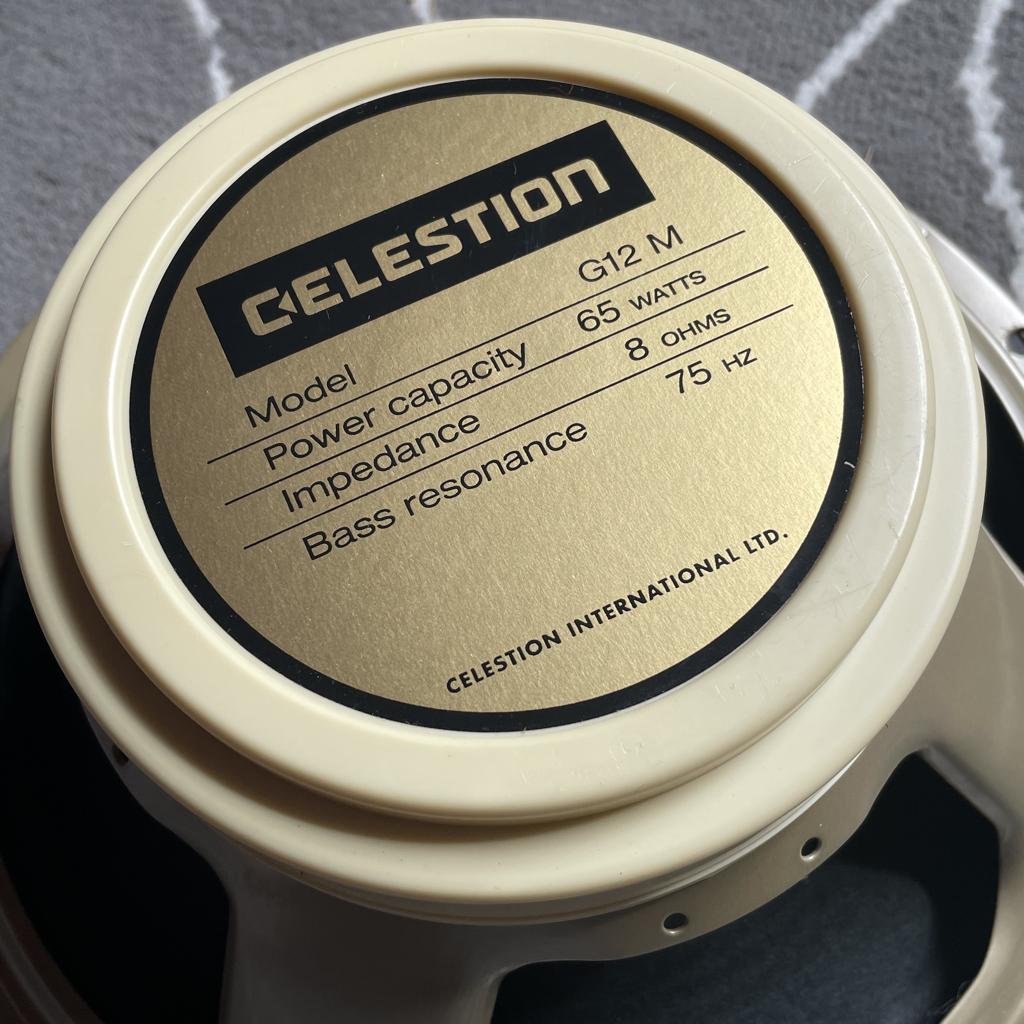 CELESTION
Model G12 M
Power capacity 65 WATTS
Impedance 8 OHMS
Bass resonance 75 HZ
CELESTION INTERNATIONAL LTD.